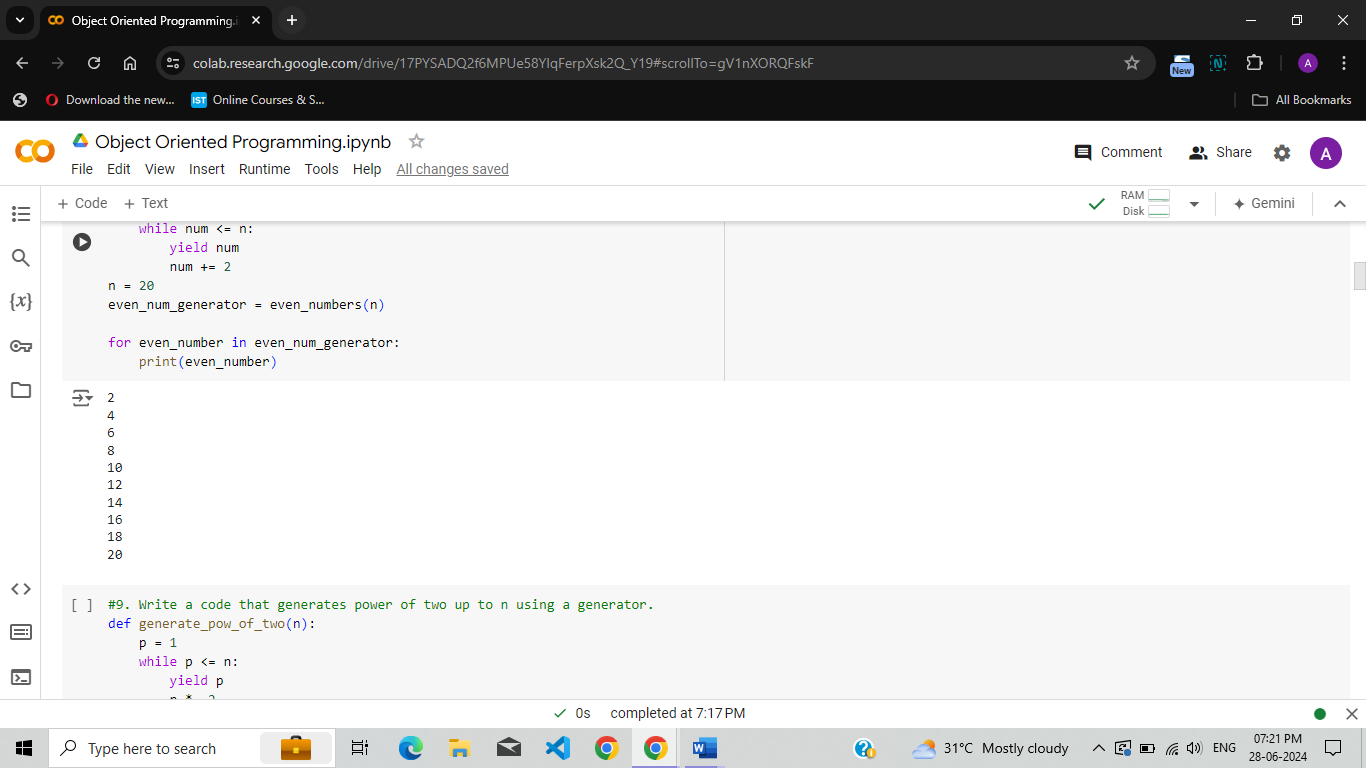 Object Oriented Programming.i
colab.research.google.com/drive/17PYSADQ2f6MPUe58YIqFerpXsk2Q_Y19#scrollTo=gV1nXORQFskF
New
N
A
Download the new...
IST
Online Courses & S...
All Bookmarks
Object Oriented Programming.ipynb
Comment
Share
A
File Edit View Insert Runtime Tools Help All changes saved
+ Code + Text
RAM
Disk
Gemini
{x}
while num <= n:
yield num
num += 2
n = 20
even_num_generator = even_numbers(n)
for even_number in even_num_generator:
print(even_number)
2
4
6
8
10
12
14
16
18
20
[ ] #9. Write a code that generates power of two up to n using a generator.
def generate_pow_of_two(n):
p = 1
while p <= n:
yield p
0s completed at 7:17 PM
Type here to search
31°C Mostly cloudy
ENG
07:21 PM
28-06-2024